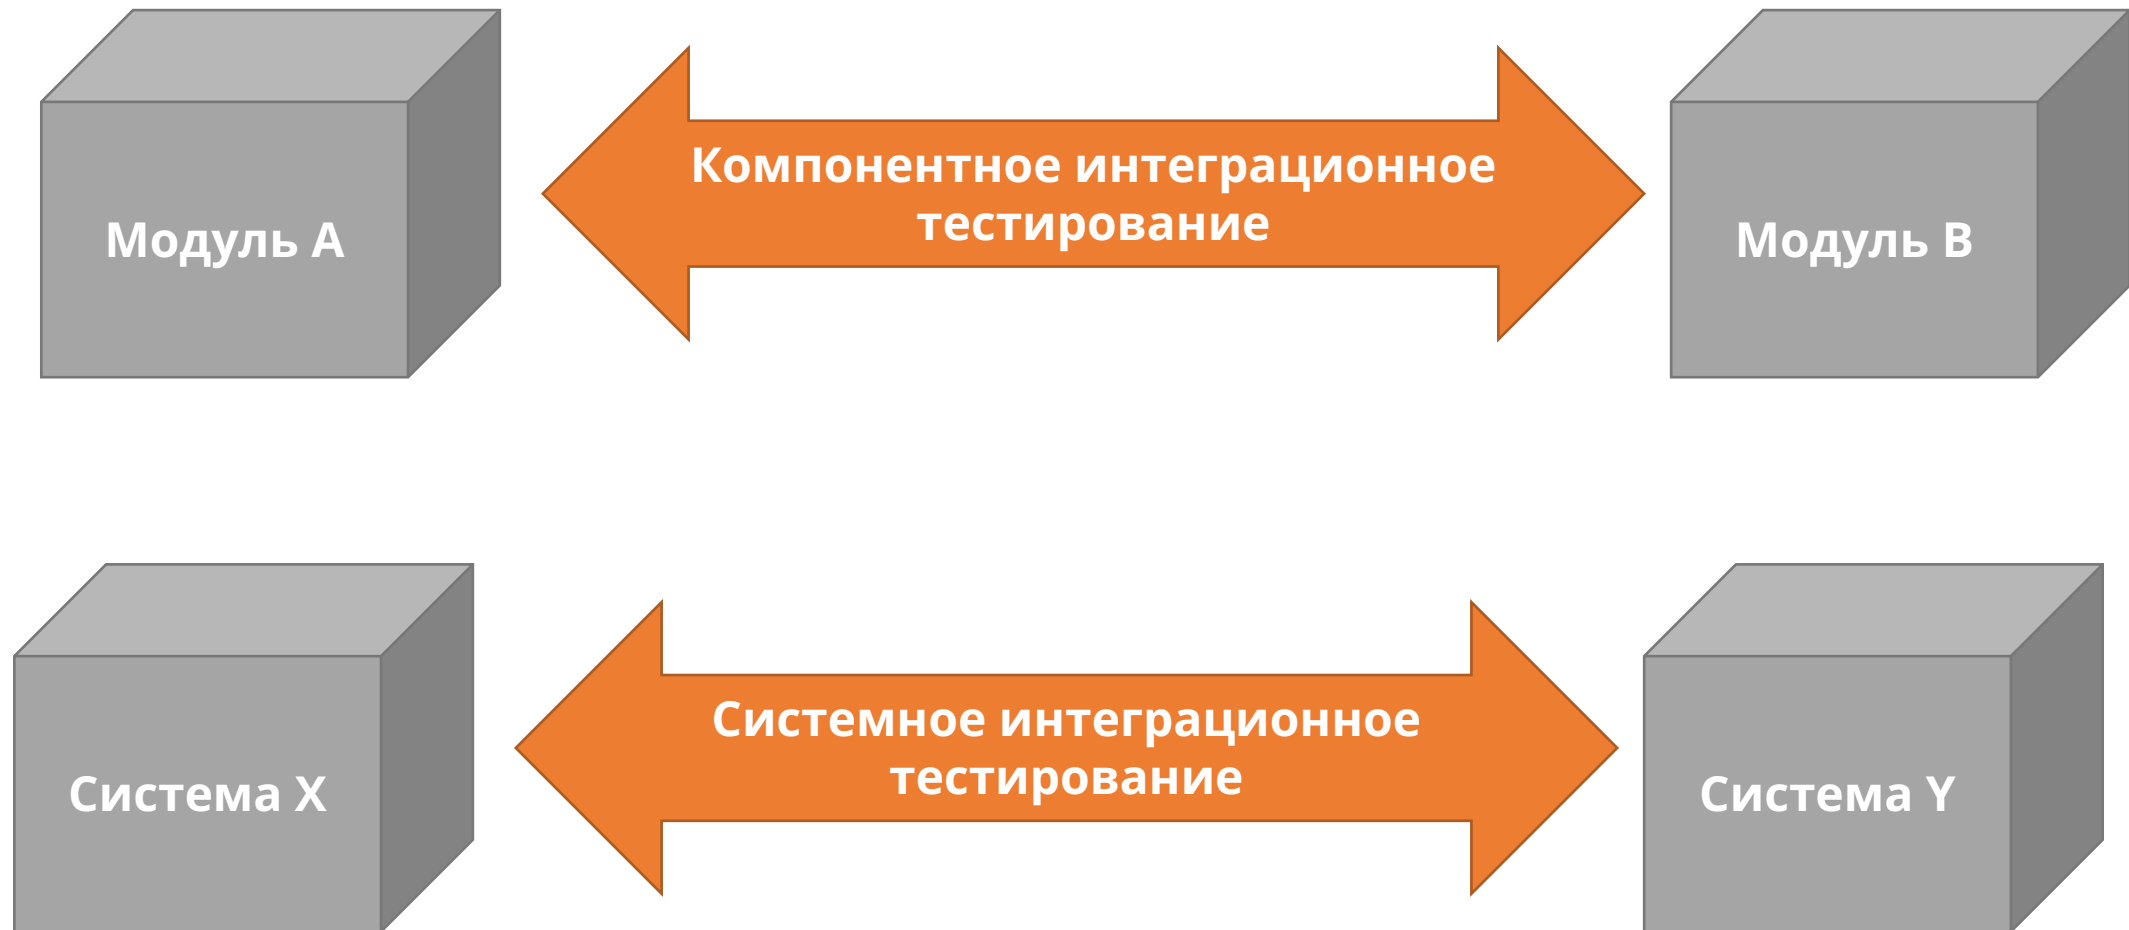 Модуль A
Компонентное интеграционное
тестирование
Модуль B
Система X
Системное интеграционное
тестирование
Система Y